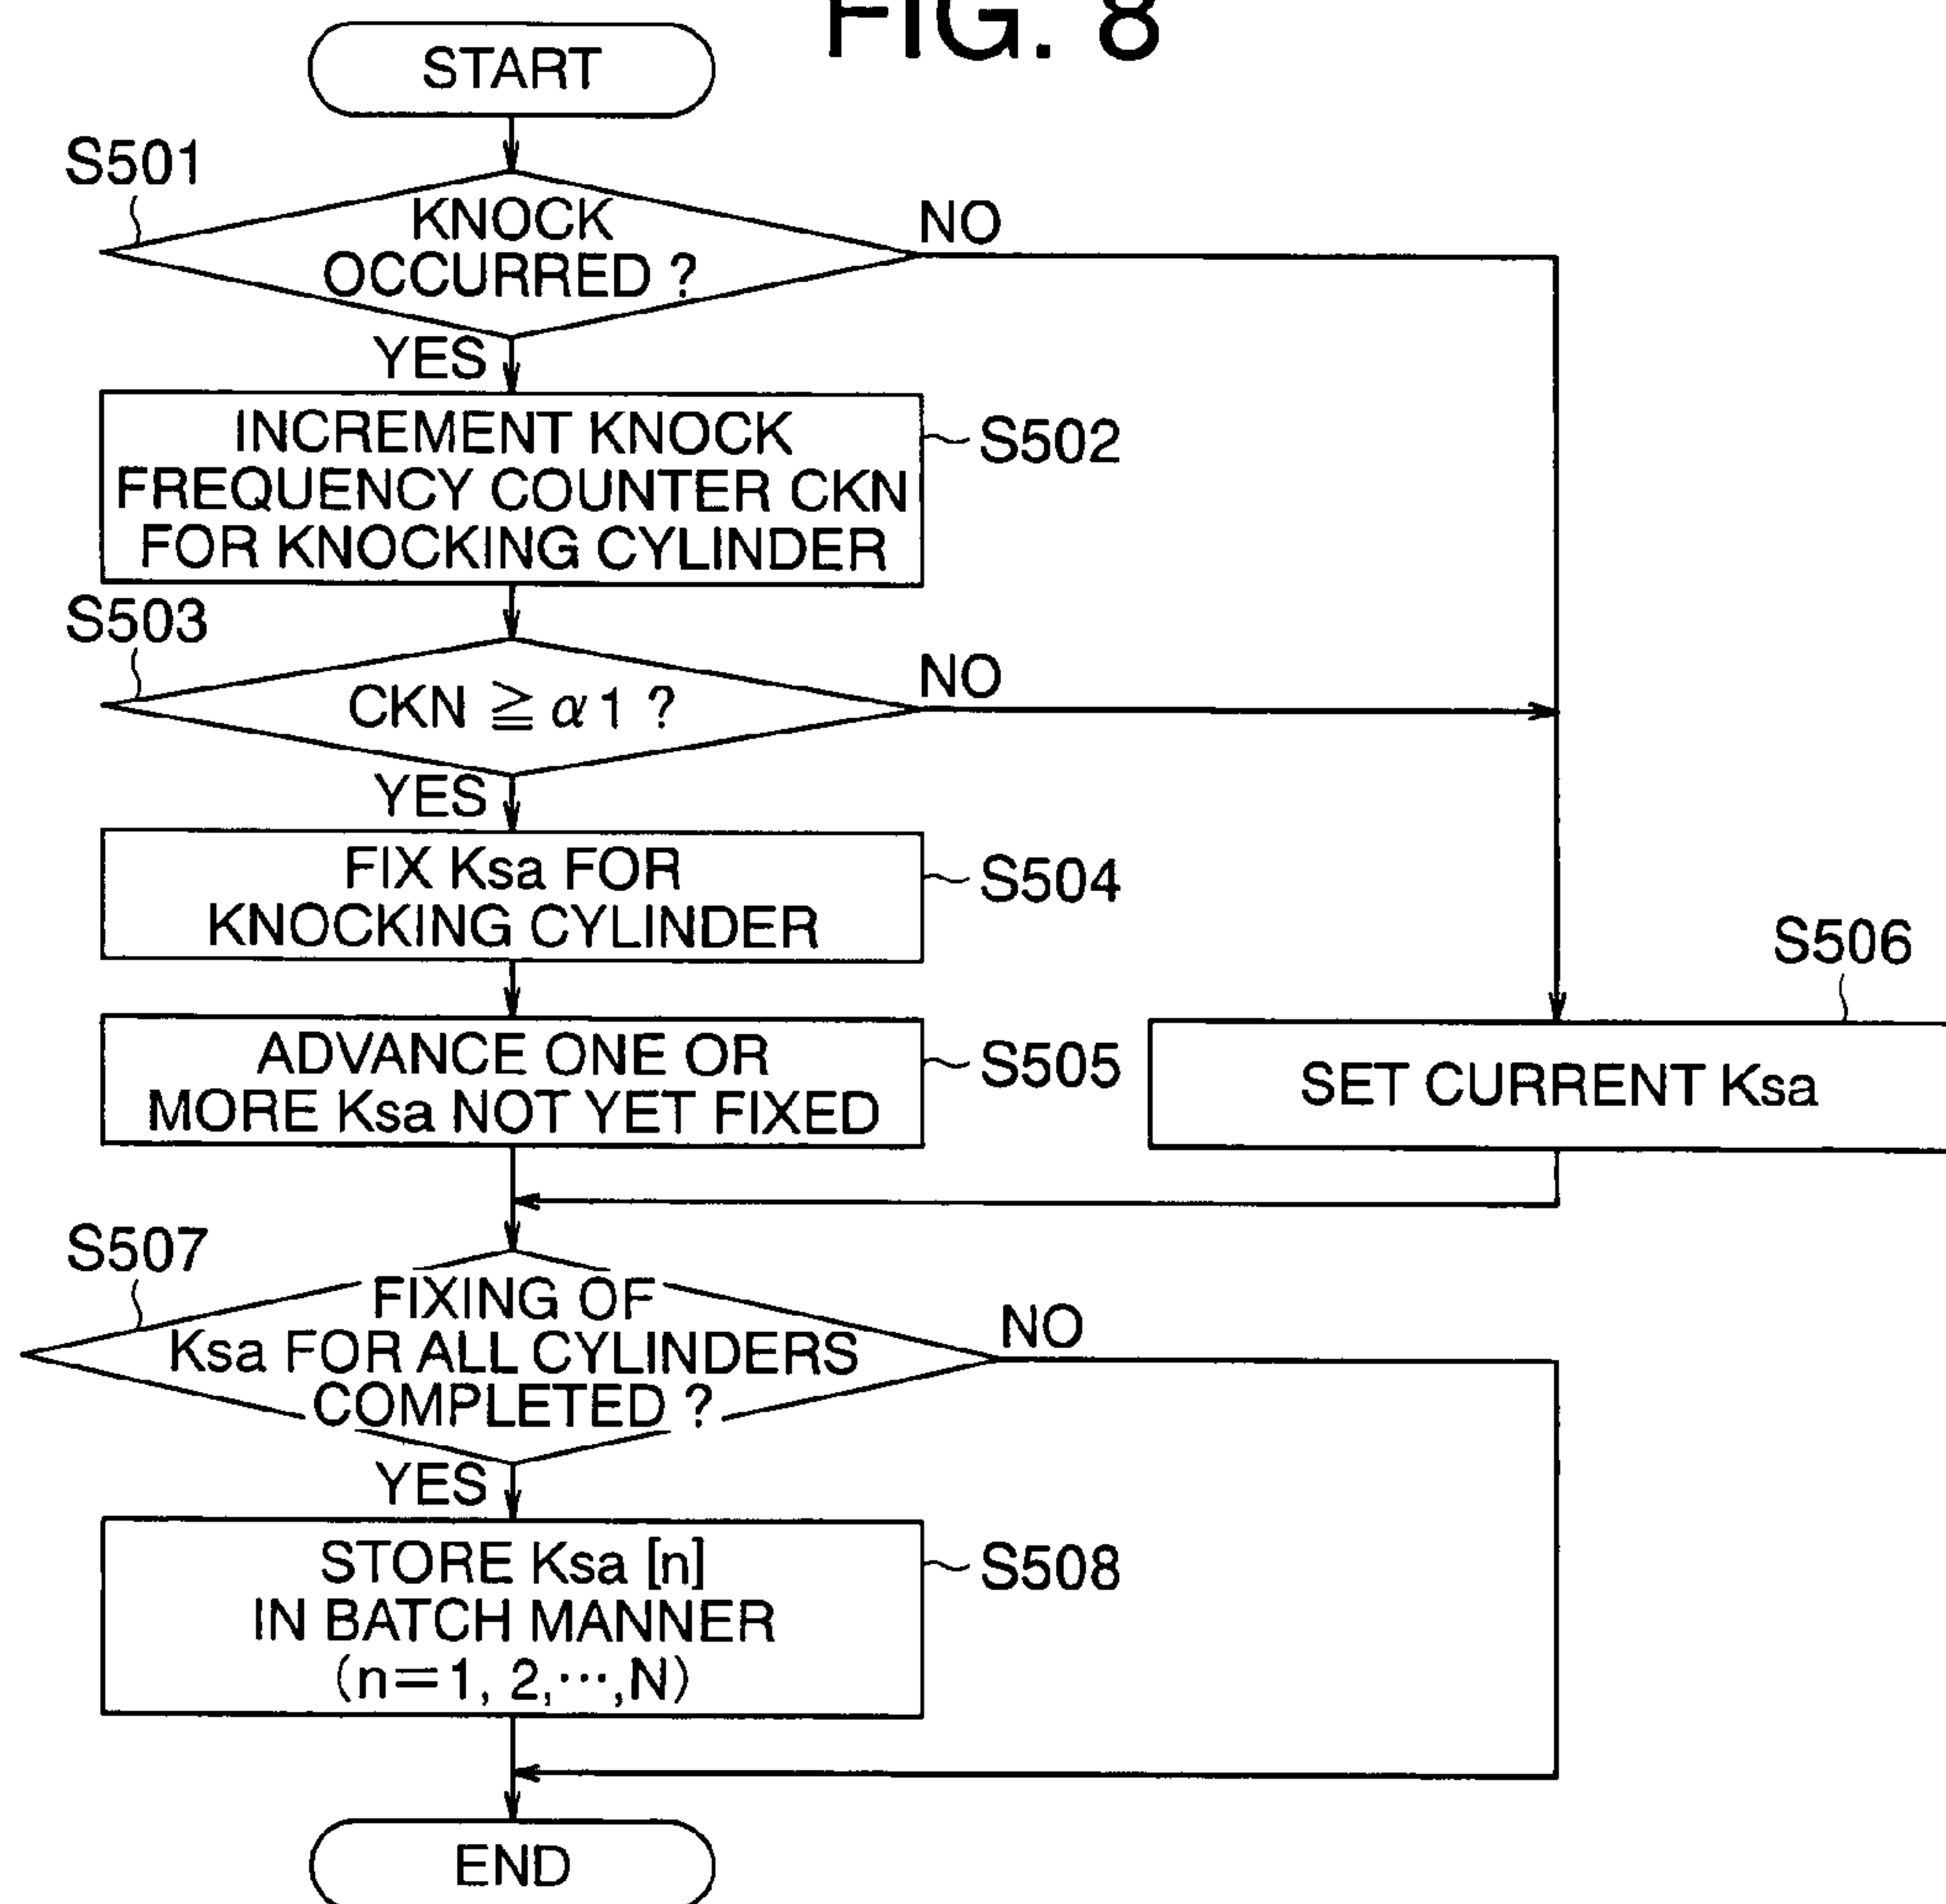 FIG. 8
START
S501
KNOCK
OCCURRED ?
NO
YES
INCREMENT KNOCK
FREQUENCY COUNTER CKN
FOR KNOCKING CYLINDER
S502
S503
CKN ≧ α1 ?
NO
YES
FIX Ksa FOR
KNOCKING CYLINDER
S504
ADVANCE ONE OR
MORE Ksa NOT YET FIXED
S505
S506
SET CURRENT Ksa
S507
FIXING OF
Ksa FOR ALL CYLINDERS
COMPLETED ?
NO
YES
STORE Ksa [n]
IN BATCH MANNER
(n=1, 2,⋯,N)
S508
END